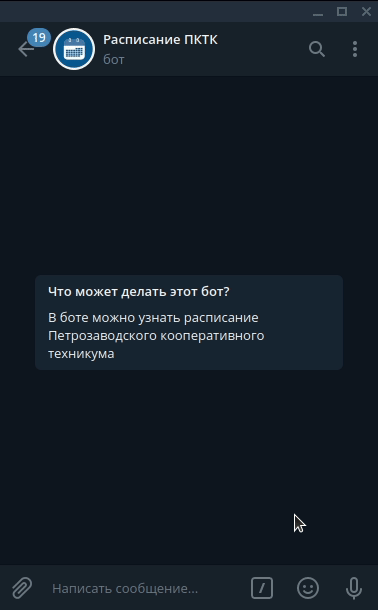 19
Расписание ПКТК
бот
Что может делать этот бот?
В боте можно узнать расписание
Петрозаводского кооперативного
техникума
Написать сообщение...
/